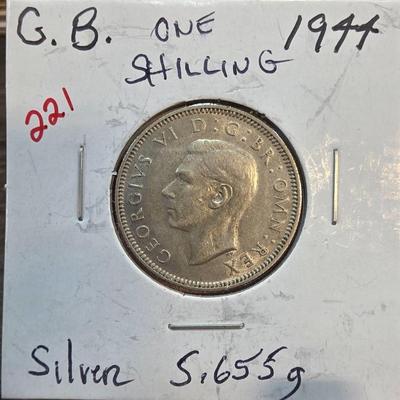 G. B. ONE 1944
SHILLING
221
GEORGIVS VI D:G:BR:OMN:REX
Silver 5.655g